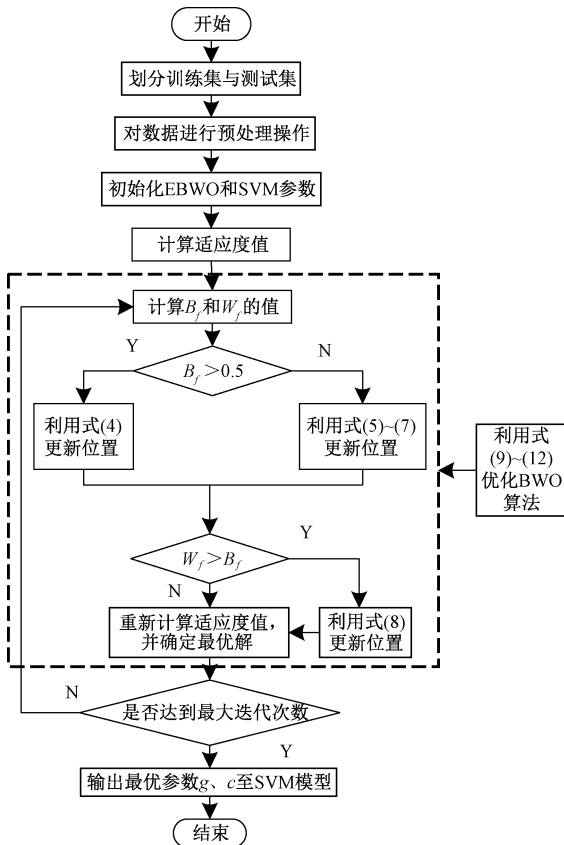 开始
划分训练集与测试集
对数据进行预处理操作
初始化EBWO和SVM参数
计算适应度值
计算Bf和Wf的值
Y
N
Bf＞0.5
利用式(4)
更新位置
利用式(5)~(7)
更新位置
利用式
(9)~(12)
优化BWO
算法
Y
Wf＞Bf
N
重新计算适应度值，
并确定最优解
利用式(8)
更新位置
N
是否达到最大迭代次数
Y
输出最优参数g、c至SVM模型
结束